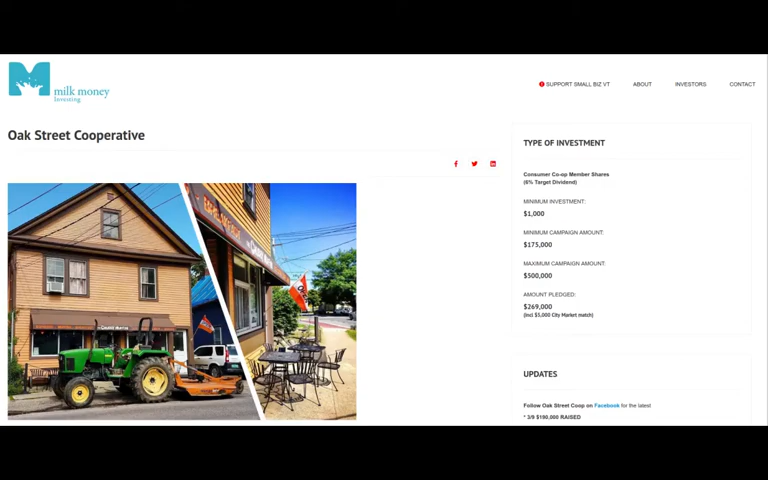 milk money
Investing
SUPPORT SMALL BIZ VT
ABOUT
INVESTORS
CONTACT
Oak Street Cooperative
TYPE OF INVESTMENT
Consumer Co-op Member Shares
(6% Target Dividend)
MINIMUM INVESTMENT:
$1,000
MINIMUM CAMPAIGN AMOUNT:
$175,000
MAXIMUM CAMPAIGN AMOUNT:
$500,000
AMOUNT PLEDGED:
$269,000
(incl $5,000 City Market match)
OPEN
UPDATES
Follow Oak Street Coop on Facebook for the latest
* 3/9 $190,000 RAISED